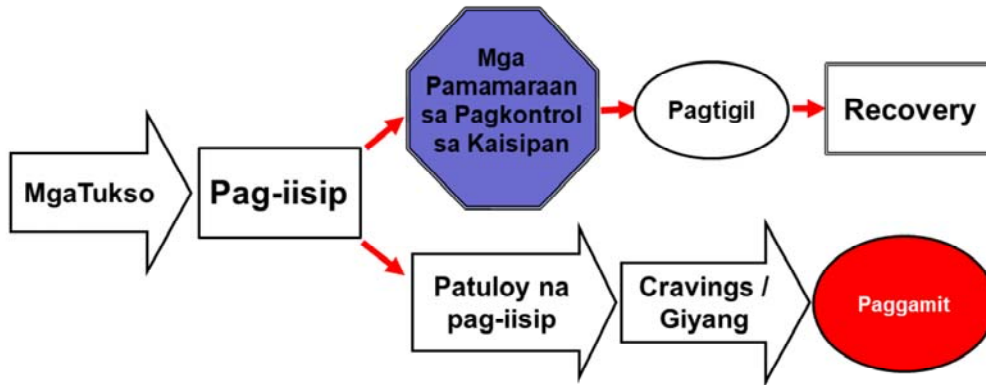 MgaTukso
Pag-iisip
Mga
Pamamaraan
sa Pagkontrol
sa Kaisipan
Pagtigil
Recovery
Patuloy na
pag-iisip
Cravings /
Giyang
Paggamit